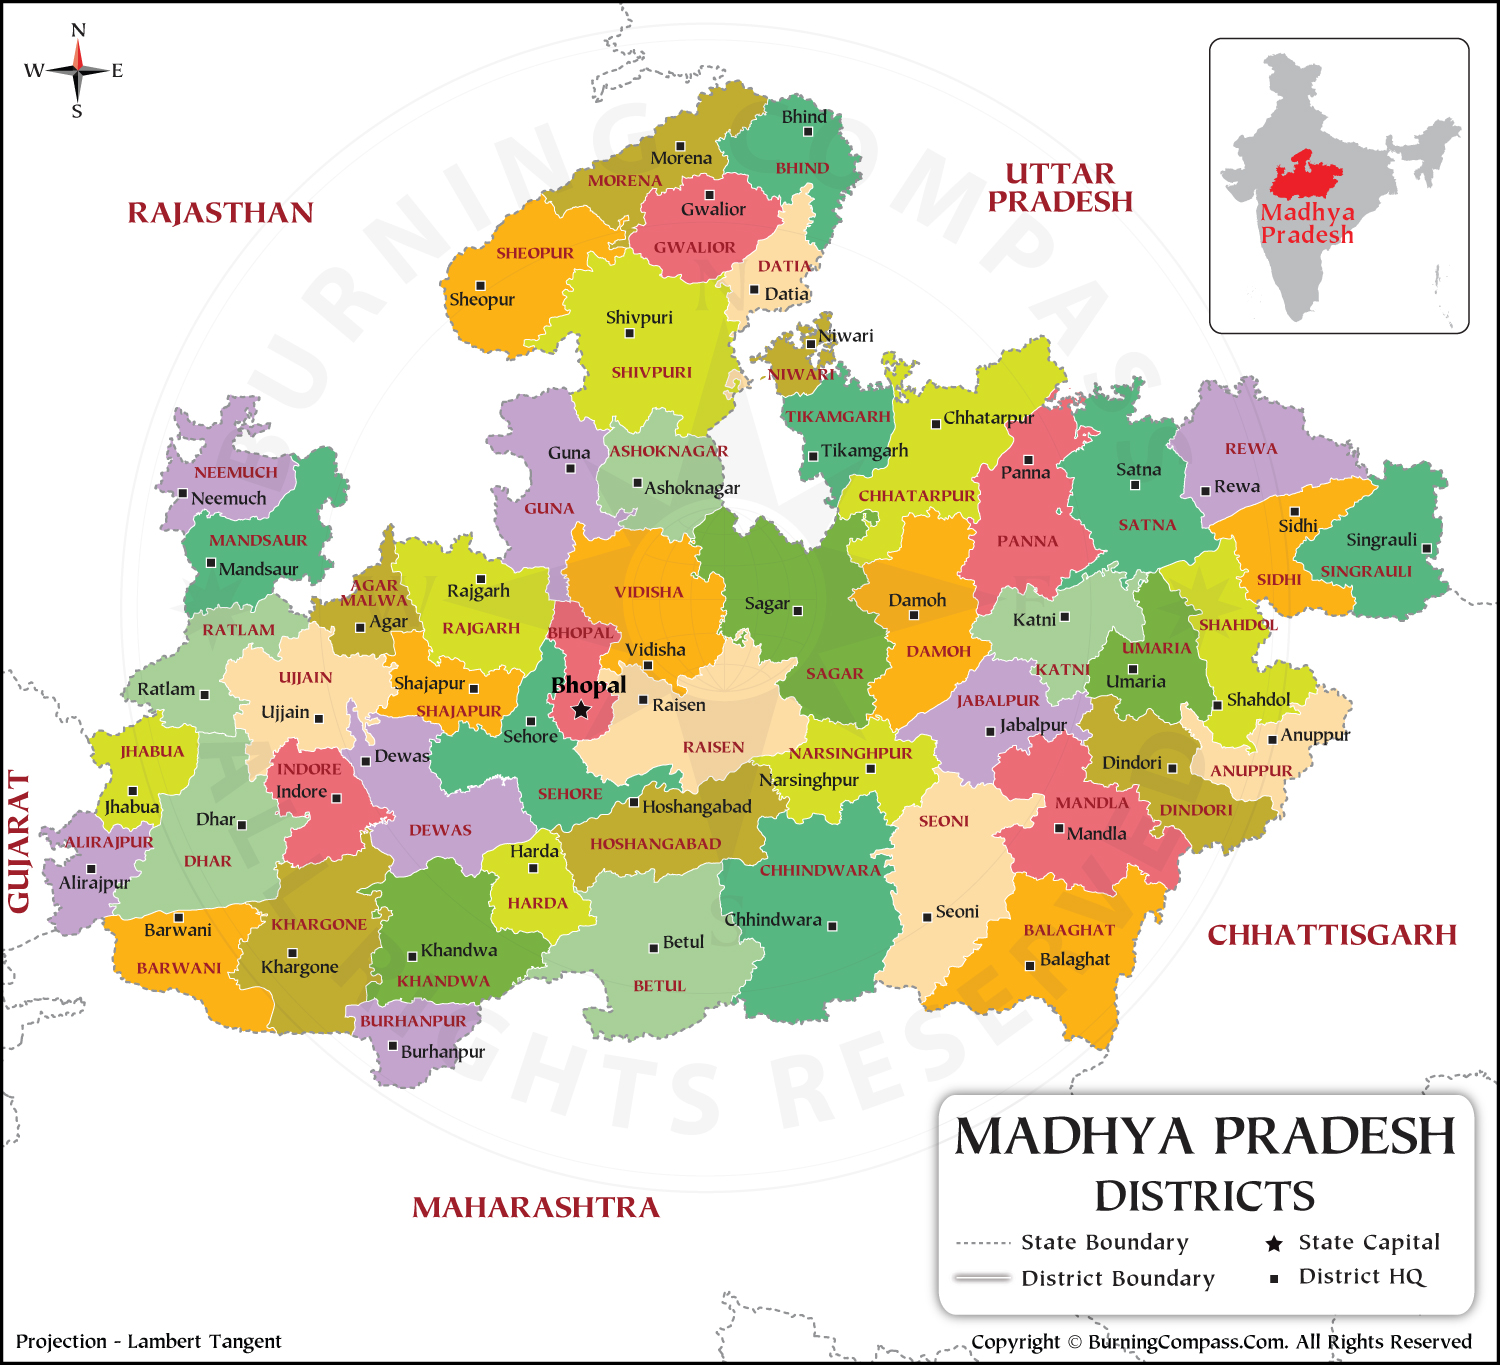 N
W E
S
BURNING COMPASS
ALL RIGHTS RESERVED
RAJASTHAN
UTTAR
PRADESH
Madhya
Pradesh
Bhind
BHIND
Morena
MORENA
Gwalior
GWALIOR
SHEOPUR
Sheopur
DATIA
Datia
Shivpuri
SHIVPURI
Niwari
NIWARI
TIKAMGARH
Tikamgarh
Chhatarpur
CHHATARPUR
Guna
GUNA
ASHOKNAGAR
Ashoknagar
Panna
PANNA
Satna
SATNA
REWA
Rewa
Sidhi
SIDHI
Singrauli
SINGRAULI
NEEMUCH
Neemuch
MANDSAUR
Mandsaur
AGAR
MALWA
Agar
Rajgarh
RAJGARH
VIDISHA
Vidisha
BHOPAL
Bhopal
Sagar
SAGAR
Damoh
DAMOH
Katni
KATNI
UMARIA
Umaria
SHAHDOL
Shahdol
RATLAM
Ratlam
UJJAIN
Ujjain
Shajapur
SHAJAPUR
Sehore
SEHORE
Raisen
RAISEN
JABALPUR
Jabalpur
NARSINGHPUR
Narsinghpur
Anuppur
ANUPPUR
Dindori
DINDORI
MANDLA
Mandla
JHABUA
Jhabua
INDORE
Indore
Dewas
DEWAS
Dhar
DHAR
ALIRAJPUR
Alirajpur
GUJARAT
Hoshangabad
HOSHANGABAD
Harda
HARDA
CHHINDWARA
Chhindwara
SEONI
Seoni
BALAGHAT
Balaghat
CHHATTISGARH
Barwani
BARWANI
KHARGONE
Khargone
Khandwa
KHANDWA
Betul
BETUL
BURHANPUR
Burhanpur
MAHARASHTRA
MADHYA PRADESH
DISTRICTS
State Boundary
State Capital
District Boundary
District HQ
Projection - Lambert Tangent
Copyright © BurningCompass.Com. All Rights Reserved